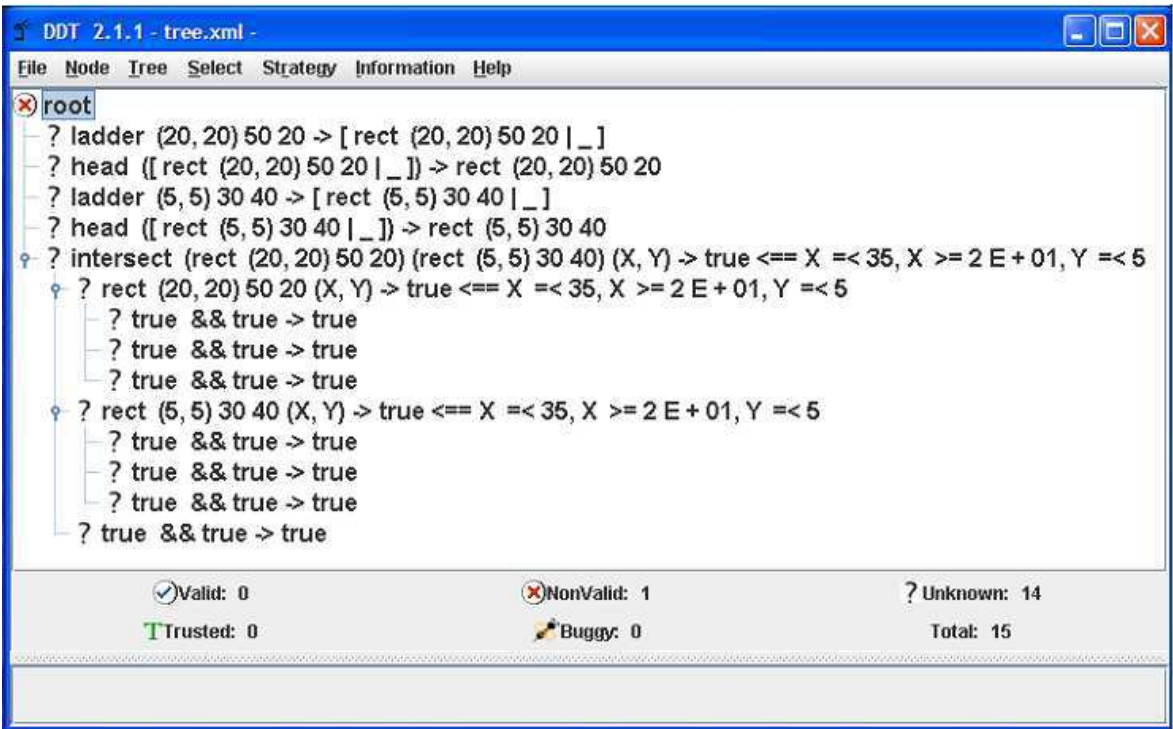 DDT 2.1.1 - tree.xml -
File Node Tree Select Strategy Information Help
root
? ladder (20, 20) 50 20 -> [ rect (20, 20) 50 20 | _ ]
? head ([ rect (20, 20) 50 20 | _ ]) -> rect (20, 20) 50 20
? ladder (5, 5) 30 40 -> [ rect (5, 5) 30 40 | _ ]
? head ([ rect (5, 5) 30 40 | _ ]) -> rect (5, 5) 30 40
? intersect (rect (20, 20) 50 20) (rect (5, 5) 30 40) (X, Y) -> true <== X =< 35, X >= 2 E + 01, Y =< 5
? rect (20, 20) 50 20 (X, Y) -> true <== X =< 35, X >= 2 E + 01, Y =< 5
? true && true -> true
? true && true -> true
? true && true -> true
? rect (5, 5) 30 40 (X, Y) -> true <== X =< 35, X >= 2 E + 01, Y =< 5
? true && true -> true
? true && true -> true
? true && true -> true
? true && true -> true
Valid: 0 NonValid: 1 ? Unknown: 14
T Trusted: 0 Buggy: 0 Total: 15